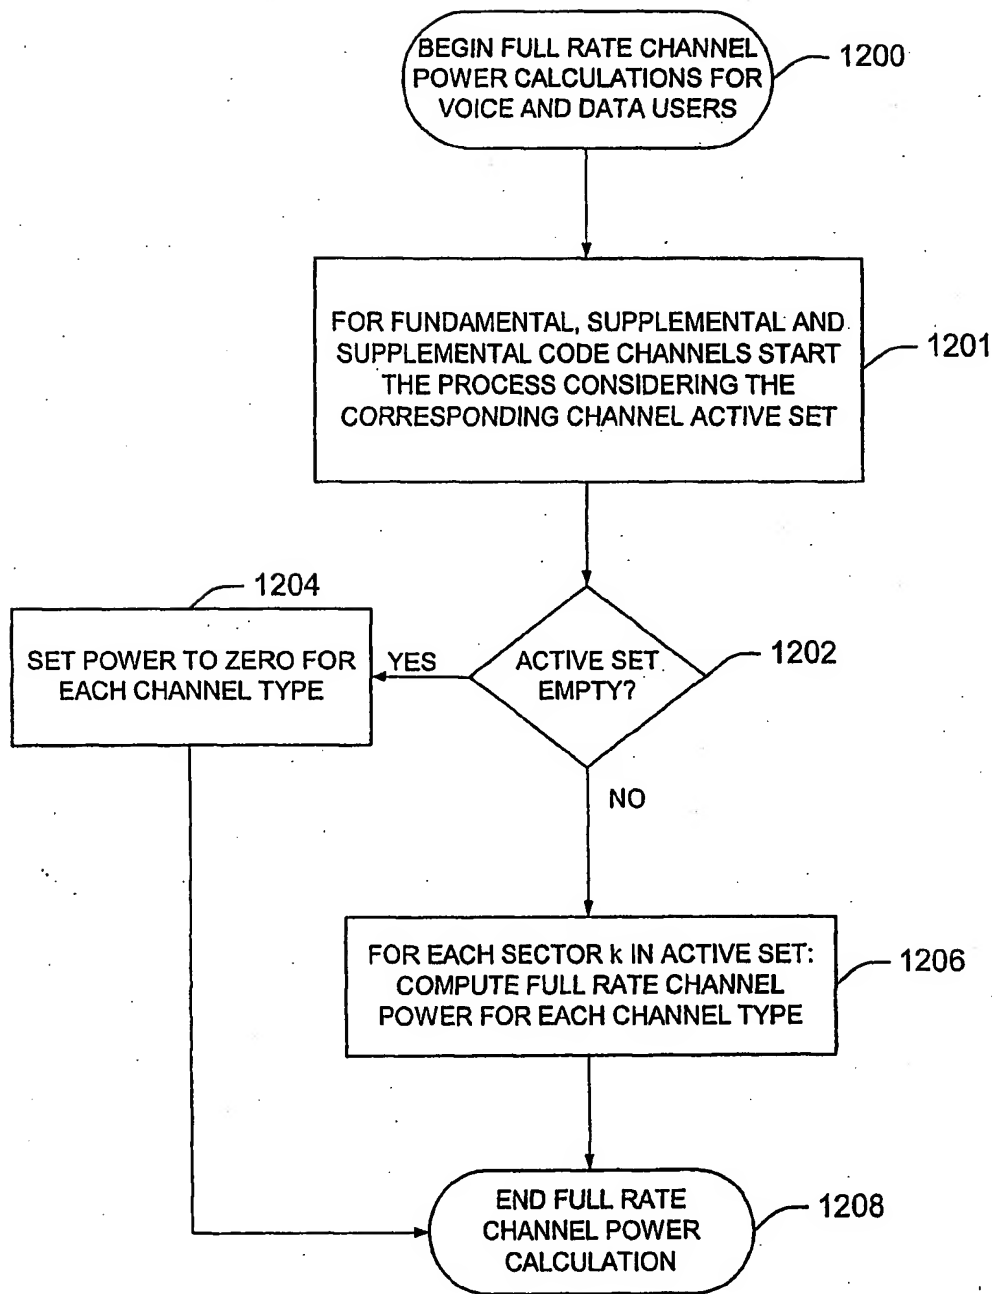 BEGIN FULL RATE CHANNEL
POWER CALCULATIONS FOR
VOICE AND DATA USERS
1200
FOR FUNDAMENTAL, SUPPLEMENTAL AND
SUPPLEMENTAL CODE CHANNELS START
THE PROCESS CONSIDERING THE
CORRESPONDING CHANNEL ACTIVE SET
1201
1204
SET POWER TO ZERO FOR
EACH CHANNEL TYPE
YES
ACTIVE SET
EMPTY?
1202
NO
FOR EACH SECTOR k IN ACTIVE SET:
COMPUTE FULL RATE CHANNEL
POWER FOR EACH CHANNEL TYPE
1206
END FULL RATE
CHANNEL POWER
CALCULATION
1208